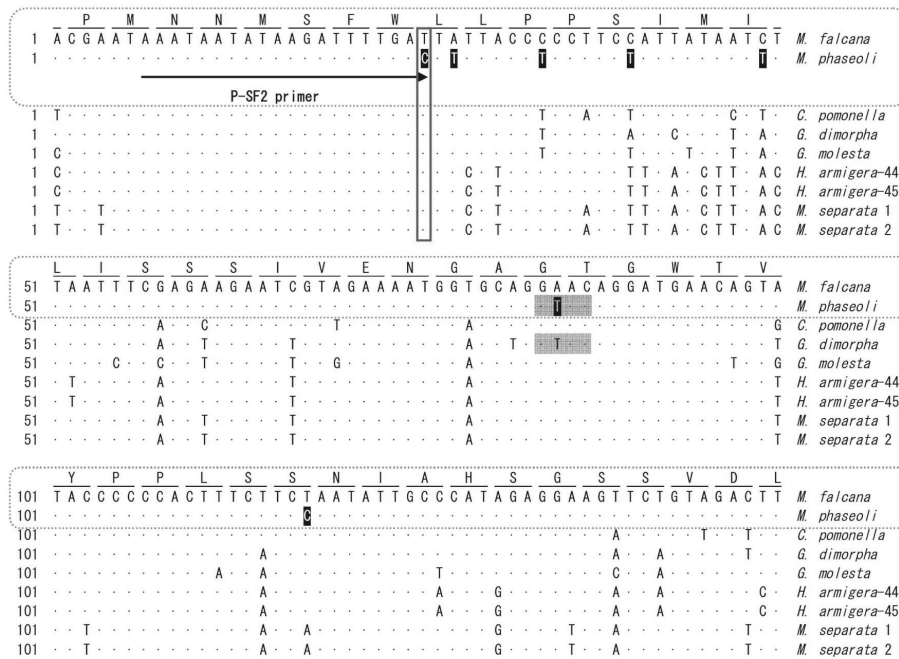 P M N N M S F W L L P P S I M I
1 ACGAATAAATAATATAAGATTTTGATTATTACCCCCTTCCATTATAATCT M. falcana
1 ·························C·T·····T·····T········T· M. phaseoli
P-SF2 primer
1 T································T··A··T······C·T· C. pomonella
1 ·································T·····A··C···T·A· G. dimorpha
1 C································T·····T···T··T·A· G. molesta
1 C···························C·T········TT·A·CTT·AC H. armigera-44
1 C···························C·T········TT·A·CTT·AC H. armigera-45
1 T··T························C·T·····A··TT·A·CTT·AC M. separata 1
1 T··T························C·T·····A··TT·A·CTT·AC M. separata 2
L I S S S I V E N G A G T G W T V
51 TAATTTCGAGAAGAATCGTAGAAAATGGTGCAGGAACAGGATGAACAGTA M. falcana
51 ··································T··············· M. phaseoli
51 ·······A··C········T········A····················G C. pomonella
51 ·······A··T·····T···········A··T··T··············T G. dimorpha
51 ····C··C··T·····T··G········A·················T··G G. molesta
51 ·T·····A········T···········A····················T H. armigera-44
51 ·T·····A········T···········A····················T H. armigera-45
51 ·······A··T·····T···········A····················T M. separata 1
51 ·······A··T·····T···········A····················T M. separata 2
Y P P L S S N I A H S G S S V D L
101 TACCCCCCACTTTCTTCTAATATTGCCCATAGAGGAAGTTCTGTAGACTT M. falcana
101 ·················C································ M. phaseoli
101 ······································A·····T··T·· C. pomonella
101 ··············A·······················A··A·····T·· G. dimorpha
101 ···········A··A···········T···········C··A········ G. molesta
101 ··············A···········A···G·······A··A······C· H. armigera-44
101 ··············A···········A···G·······A··A······C· H. armigera-45
101 ··T···········A··A············G····T··A········T·· M. separata 1
101 ··T···········A··A············G····T··A········T·· M. separata 2